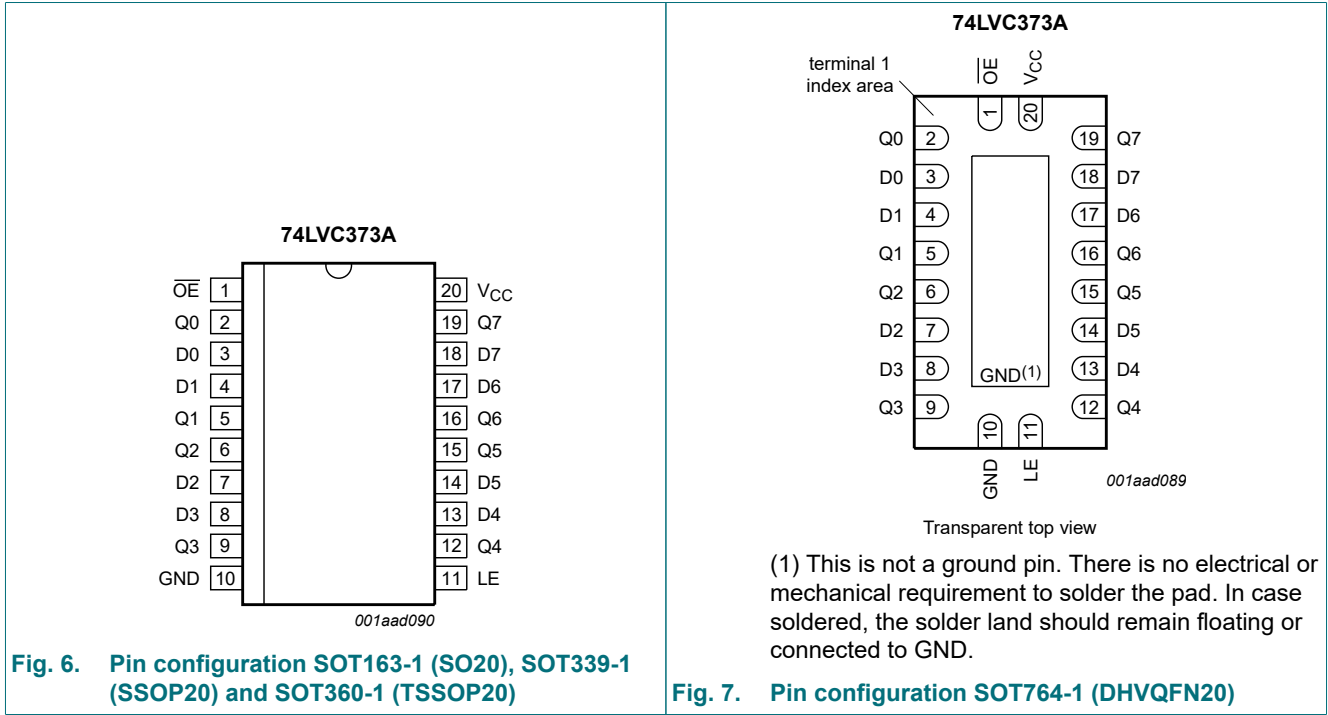 74LVC373A
OE 1
Q0 2
D0 3
D1 4
Q1 5
Q2 6
D2 7
D3 8
Q3 9
GND 10
20 VCC
19 Q7
18 D7
17 D6
16 Q6
15 Q5
14 D5
13 D4
12 Q4
11 LE
001aad090
Fig. 6. Pin configuration SOT163-1 (SO20), SOT339-1
(SSOP20) and SOT360-1 (TSSOP20)
74LVC373A
terminal 1
index area
OE
VCC
1
20
Q0 2
D0 3
D1 4
Q1 5
Q2 6
D2 7
D3 8
Q3 9
19 Q7
18 D7
17 D6
16 Q6
15 Q5
14 D5
13 D4
12 Q4
GND(1)
10
11
GND
LE
001aad089
Transparent top view
(1) This is not a ground pin. There is no electrical or
mechanical requirement to solder the pad. In case
soldered, the solder land should remain floating or
connected to GND.
Fig. 7. Pin configuration SOT764-1 (DHVQFN20)